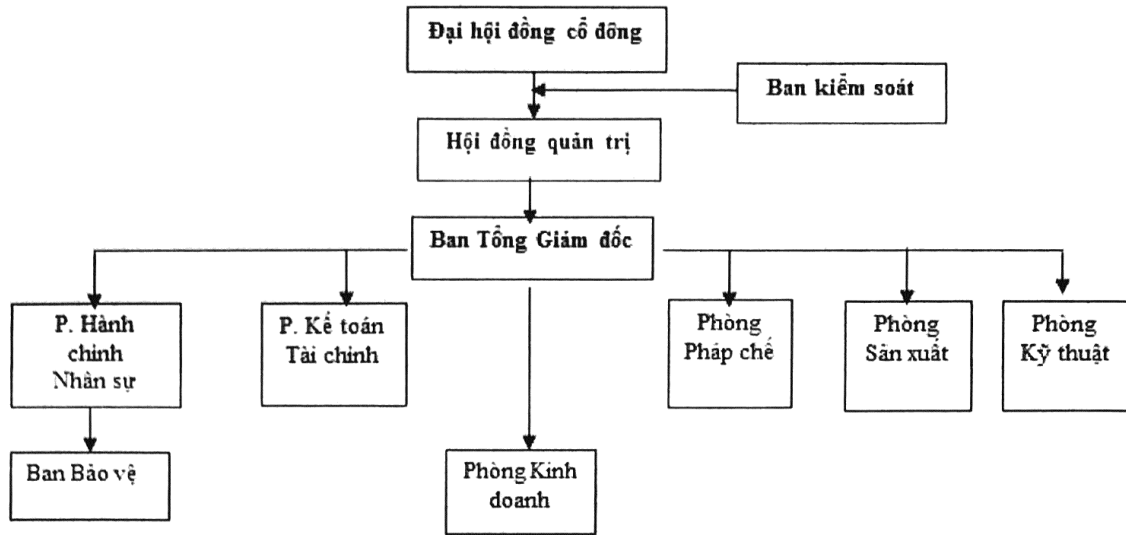 Đại hội đồng cổ đông
Ban kiểm soát
Hội đồng quản trị
Ban Tổng Giám đốc
P. Hành
chính
Nhân sự
P. Kế toán
Tài chính
Phòng
Pháp chế
Phòng
Sản xuất
Phòng
Kỹ thuật
Ban Bảo vệ
Phòng Kinh
doanh